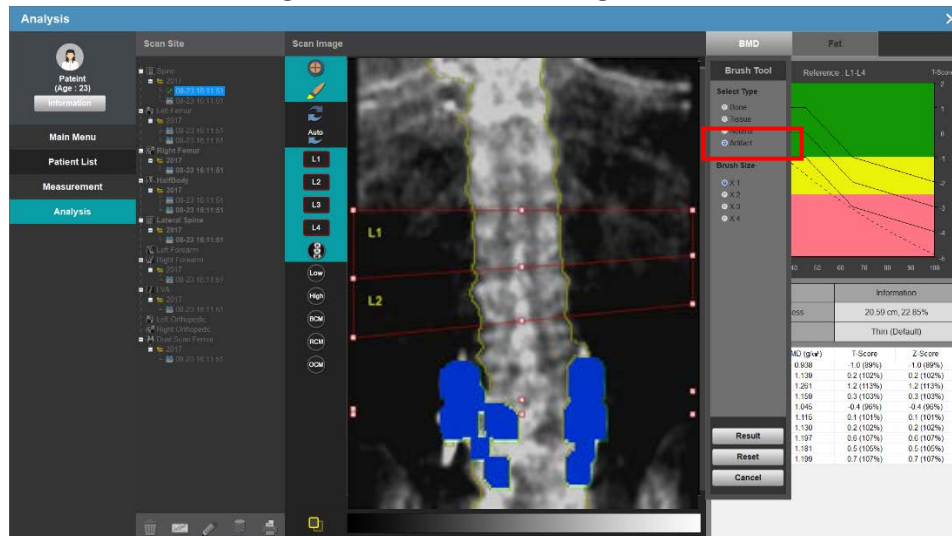 Analysis
Pateint
(Age : 23)
Information
Main Menu
Patient List
Measurement
Analysis
Scan Site
Spine
2017
08-23 16:11:51
08-23 16:11:51
Left Femur
2017
08-23 16:11:51
08-23 16:11:51
Right Femur
2017
08-23 16:11:51
HalfBody
2017
08-23 16:11:51
08-23 16:11:51
Lateral Spine
2017
08-23 16:11:51
Left Forearm
Right Forearm
2017
08-23 16:11:51
LVA
2017
08-23 16:11:51
Left Orthopedic
Right Orthopedic
Dual Scan Femur
2017
08-23 16:11:51
Scan Image
Auto
L1
L2
L3
L4
Low
High
BCM
RCM
OCM
L1
L2
BMD
Fat
Brush Tool
Select Type
Bone
Tissue
Neutral
Artifact
Brush Size
X 1
X 2
X 3
X 4
Result
Reset
Cancel
Reference : L1-L4
T-Score
2
0
-1
-2
-3
-4
50 60 70 80 90 100
Information
20.59 cm, 22.85%
Thin (Default)
T-Score Z-Score
0.938 -1.0 (89%) -1.0 (89%)
1.139 0.2 (102%) 0.2 (102%)
1.261 1.2 (113%) 1.2 (113%)
1.159 0.3 (103%) 0.3 (103%)
1.045 -0.4 (96%) -0.4 (96%)
1.115 0.1 (101%) 0.1 (101%)
1.130 0.2 (102%) 0.2 (102%)
1.197 0.6 (107%) 0.6 (107%)
1.181 0.5 (105%) 0.5 (105%)
1.199 0.7 (107%) 0.7 (107%)